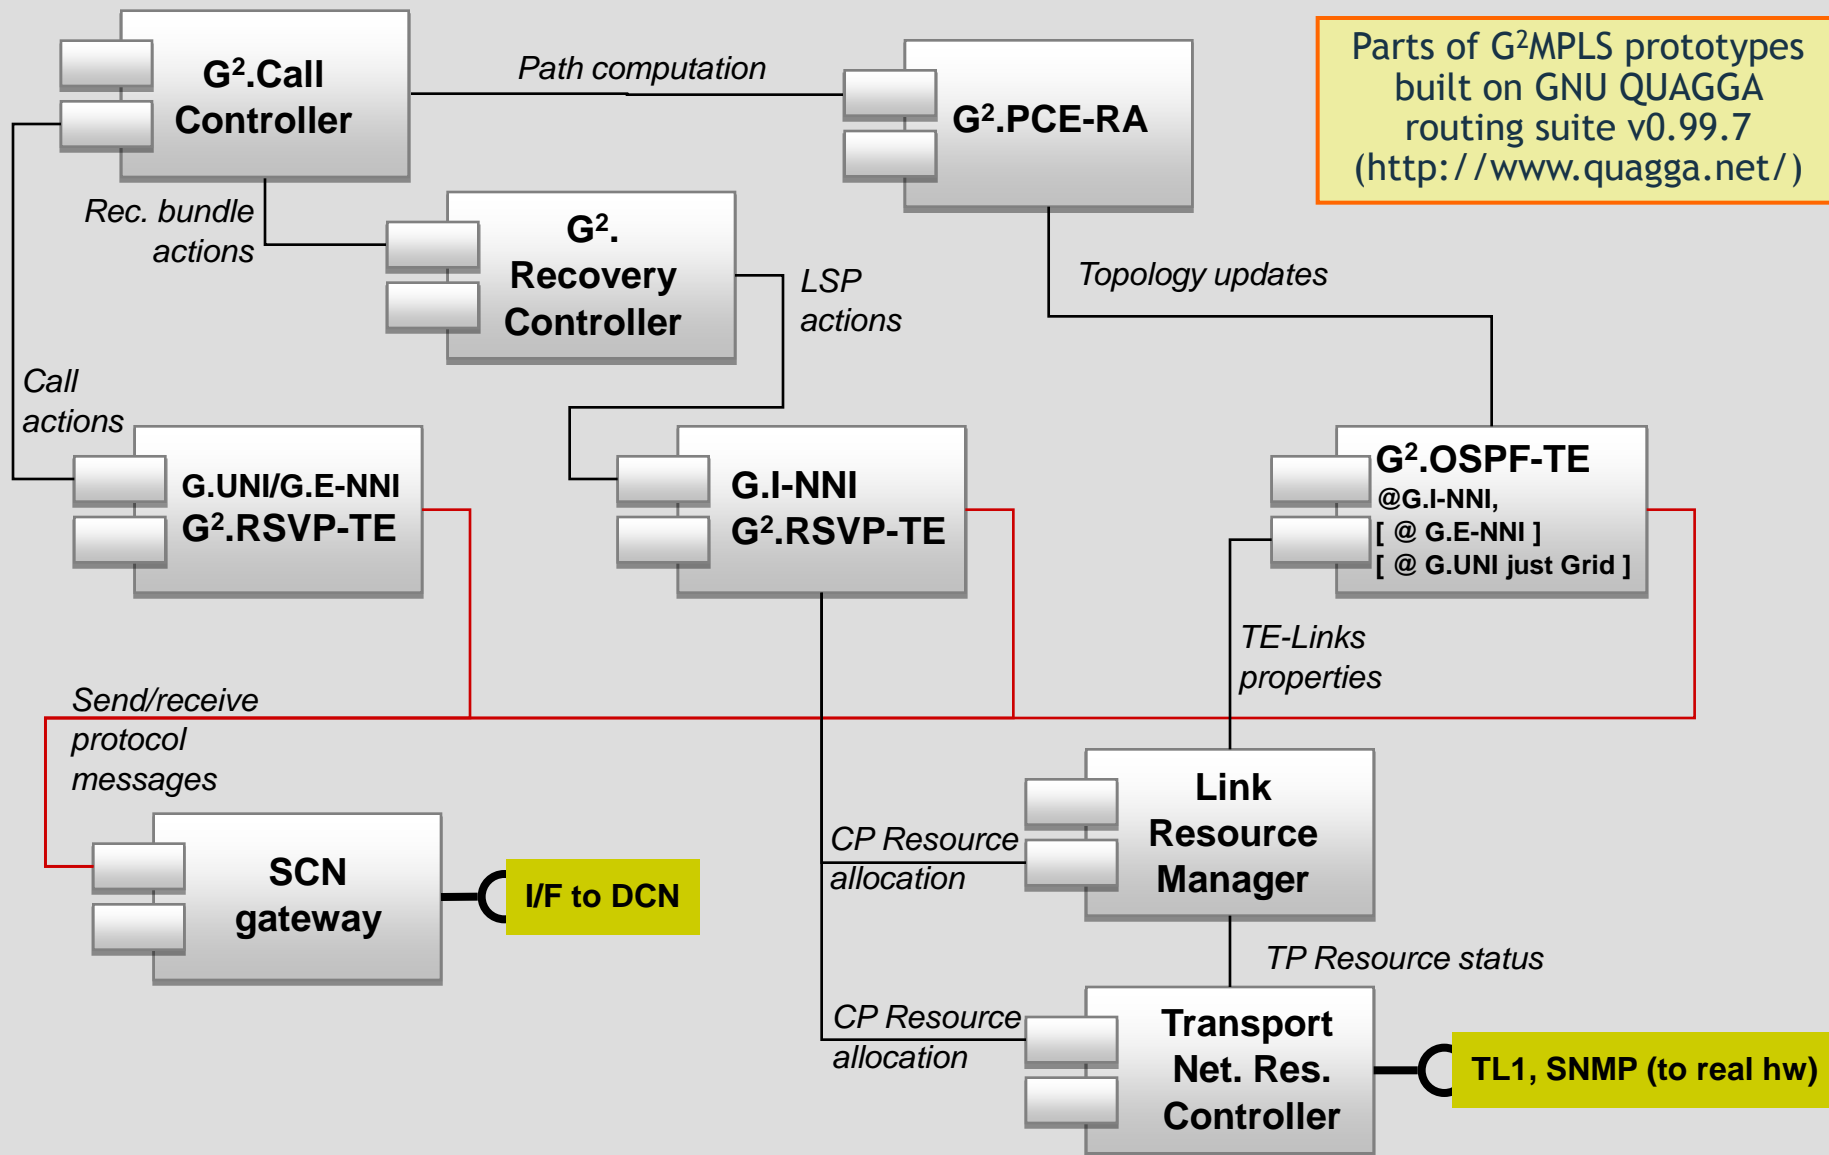 G².Call
Controller
Path computation
G².PCE-RA
Parts of G²MPLS prototypes
built on GNU QUAGGA
routing suite v0.99.7
(http://www.quagga.net/)
Rec. bundle
actions
G².
Recovery
Controller
LSP
actions
Topology updates
Call
actions
G.UNI/G.E-NNI
G².RSVP-TE
G.I-NNI
G².RSVP-TE
G².OSPF-TE
@G.I-NNI,
[ @ G.E-NNI ]
[ @ G.UNI just Grid ]
TE-Links
properties
Send/receive
protocol
messages
Link
Resource
Manager
CP Resource
allocation
SCN
gateway
I/F to DCN
TP Resource status
CP Resource
allocation
Transport
Net. Res.
Controller
TL1, SNMP (to real hw)